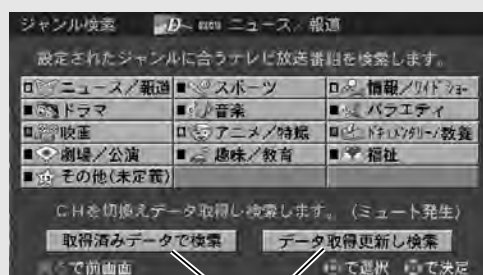 ジャンル検索 D ニュース／報道
設定されたジャンルに合うテレビ放送番組を検索します。
□ニュース／報道 ■スポーツ □情報／ワイドショー
■ドラマ ■音楽 ■バラエティ
□映画 □アニメ／特撮 ■ドキュメンタリー／教養
■劇場／公演 ■趣味／教育 ■福祉
■その他(未定義)
CHを切換えデータ取得し検索します。(ミュート発生)
取得済みデータで検索 データ取得更新し検索
で前画面 で選択 で決定